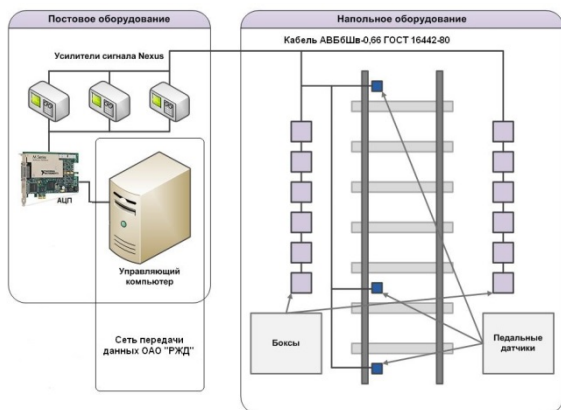 Постовое оборудование
Усилители сигнала Nexus
АЦП
Управляющий
компьютер
Сеть передачи
данных ОАО "РЖД"
Напольное оборудование
Кабель АВБбШв-0,66 ГОСТ 16442-80
Боксы
Педальные
датчики